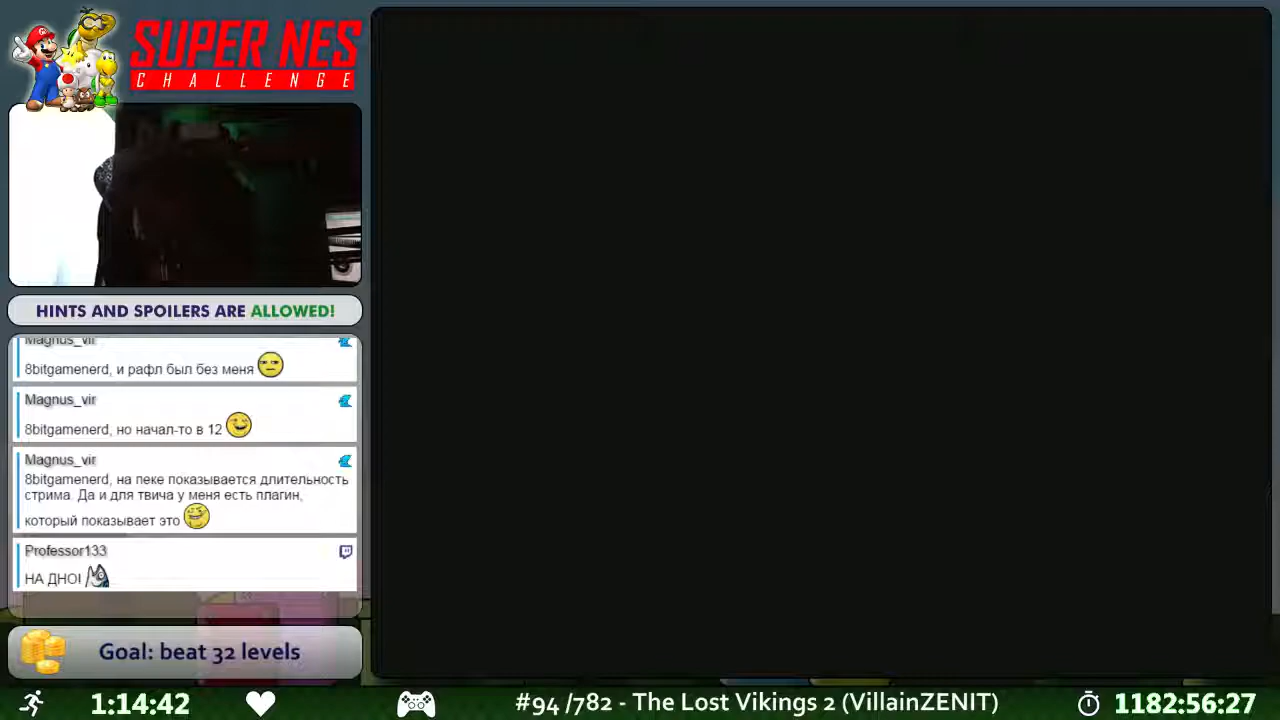 SUPER NES
CHALLENGE
HINTS AND SPOILERS ARE ALLOWED!
Magnus_vir
8bitgamenerd, и рафл был без меня
Magnus_vir
8bitgamenerd, но начал-то в 12
Magnus_vir
8bitgamenerd, на пеке показывается длительность
стрима. Да и для твича у меня есть плагин,
который показывает это
Professor133
НА ДНО!
Goal: beat 32 levels
1:14:42
#94 /782 - The Lost Vikings 2 (VillainZENIT)
1182:56:27